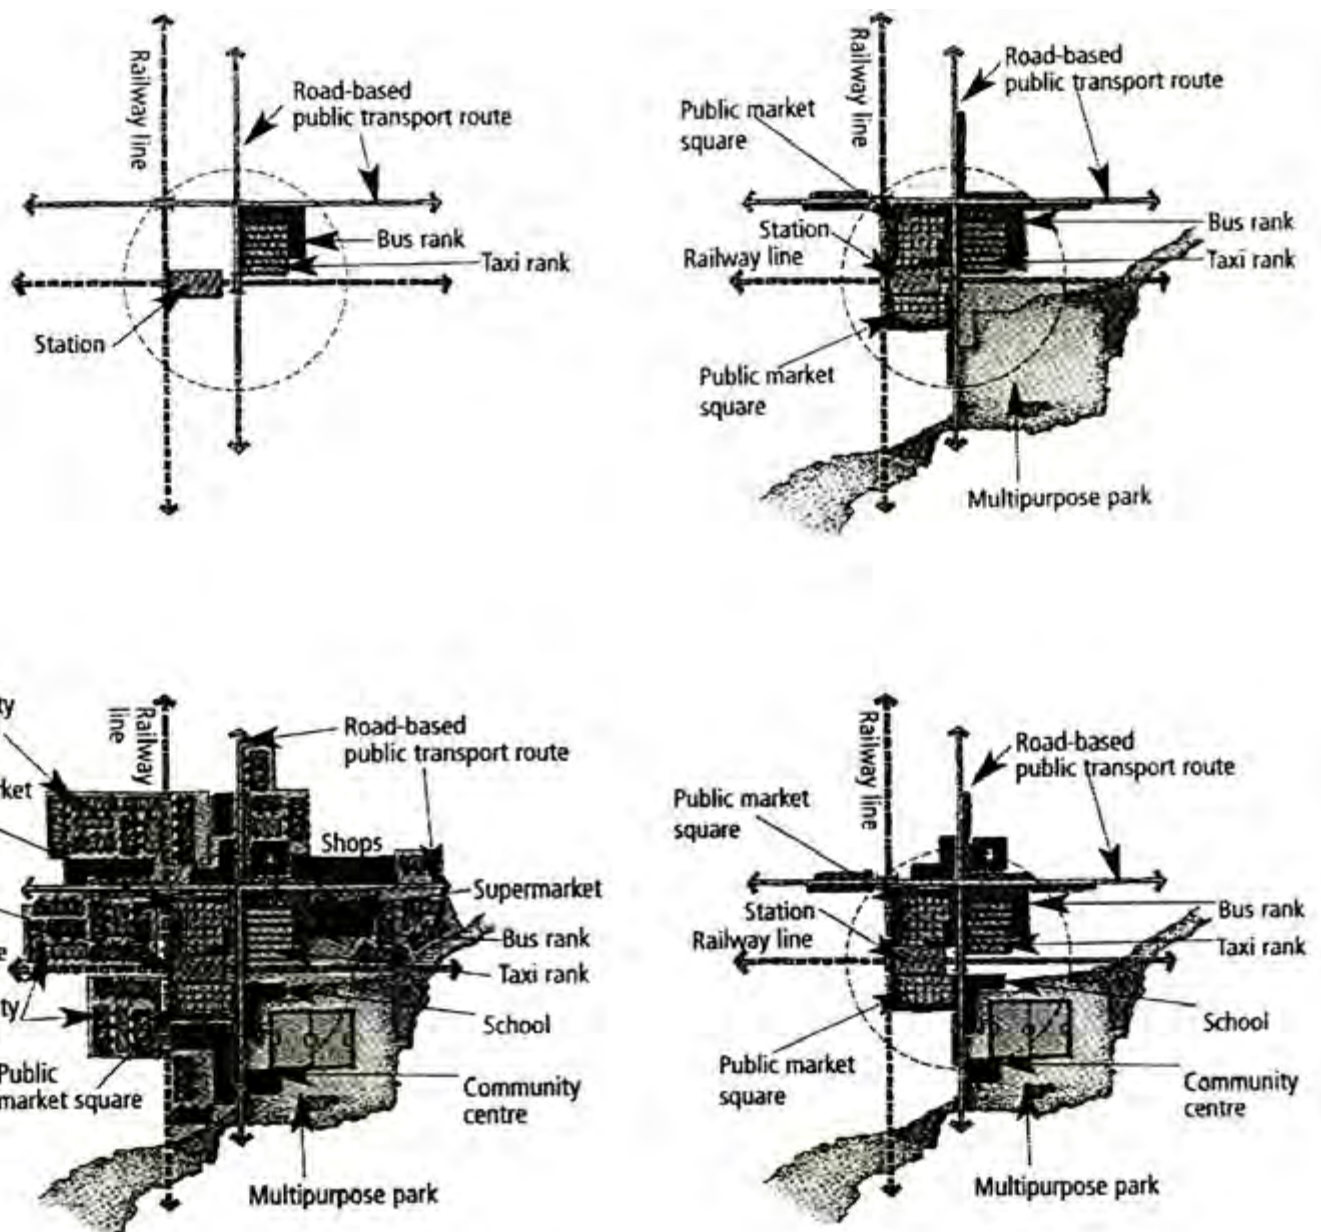 Railway line
Road-based
public transport route
Bus rank
Taxi rank
Station
Railway line
Road-based
public transport route
Public market
square
Station
Railway line
Bus rank
Taxi rank
Public market
square
Multipurpose park
ty
ket
Railway
line
Road-based
public transport route
Shops
Supermarket
e
Bus rank
Taxi rank
ty
School
Public
market square
Community
centre
Multipurpose park
Railway line
Road-based
public transport route
Public market
square
Station
Railway line
Bus rank
Taxi rank
School
Public market
square
Community
centre
Multipurpose park